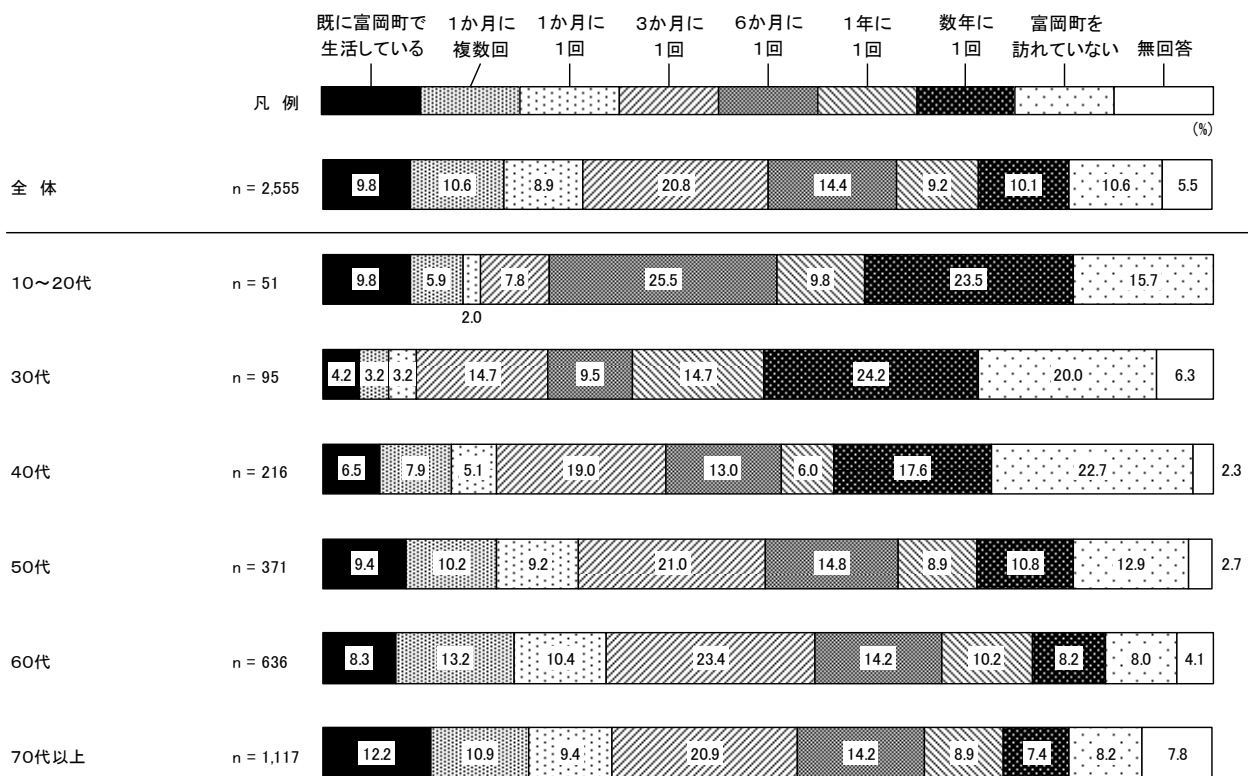 既に富岡町で
生活している
1か月に
複数回
1か月に
1回
3か月に
1回
6か月に
1回
1年に
1回
数年に
1回
富岡町を
訪れていない
無回答
凡 例
(%)
全 体 n = 2,555 9.8 10.6 8.9 20.8 14.4 9.2 10.1 10.6 5.5
10～20代 n = 51 9.8 5.9 7.8 25.5 9.8 23.5 15.7
2.0
30代 n = 95 4.2 3.2 3.2 14.7 9.5 14.7 24.2 20.0 6.3
40代 n = 216 6.5 7.9 5.1 19.0 13.0 6.0 17.6 22.7 2.3
50代 n = 371 9.4 10.2 9.2 21.0 14.8 8.9 10.8 12.9 2.7
60代 n = 636 8.3 13.2 10.4 23.4 14.2 10.2 8.2 8.0 4.1
70代以上 n = 1,117 12.2 10.9 9.4 20.9 14.2 8.9 7.4 8.2 7.8